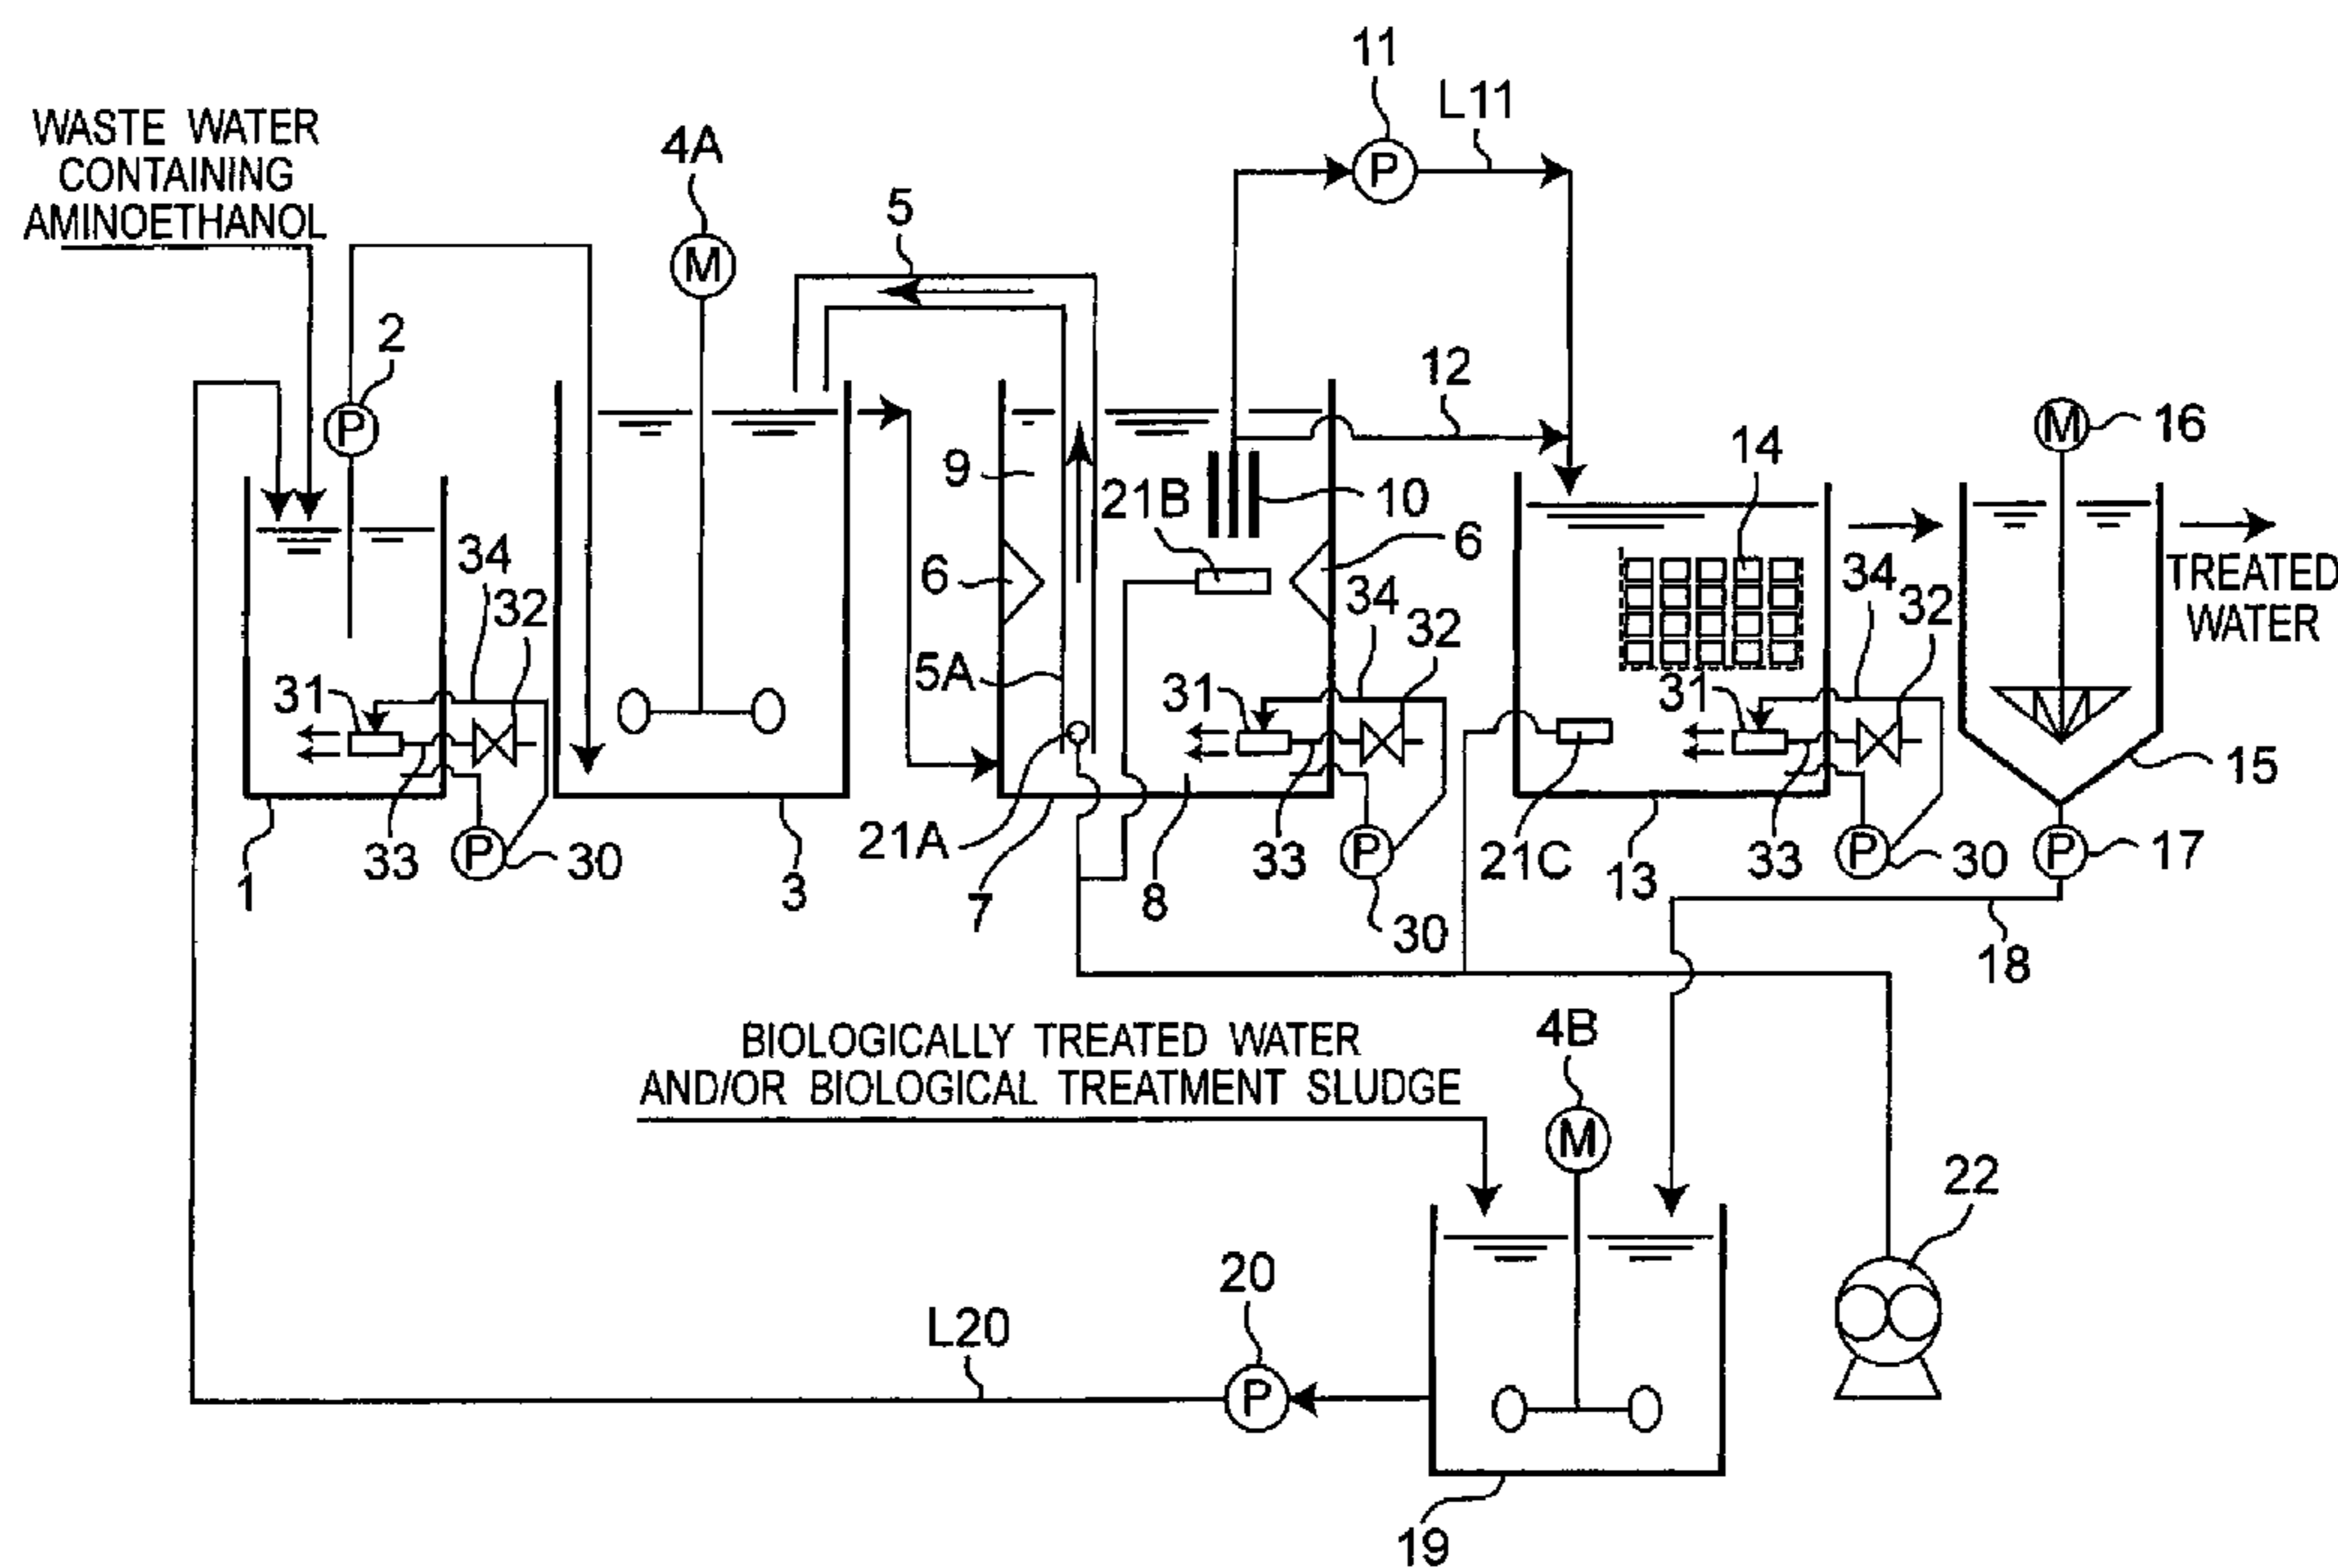 11
L11
WASTE WATER
CONTAINING
AMINOETHANOL
4A
M
P
5
2
P
12
M
16
14
9
21B
10
6
6
34
32
34
32
34
32
TREATED
WATER
5A
31
31
31
15
21A
33
P
30
1
3
7
8
33
P
30
21C
13
33
P
30
P
17
18
BIOLOGICALLY TREATED WATER
AND/OR BIOLOGICAL TREATMENT SLUDGE
4B
M
22
20
L20
P
19